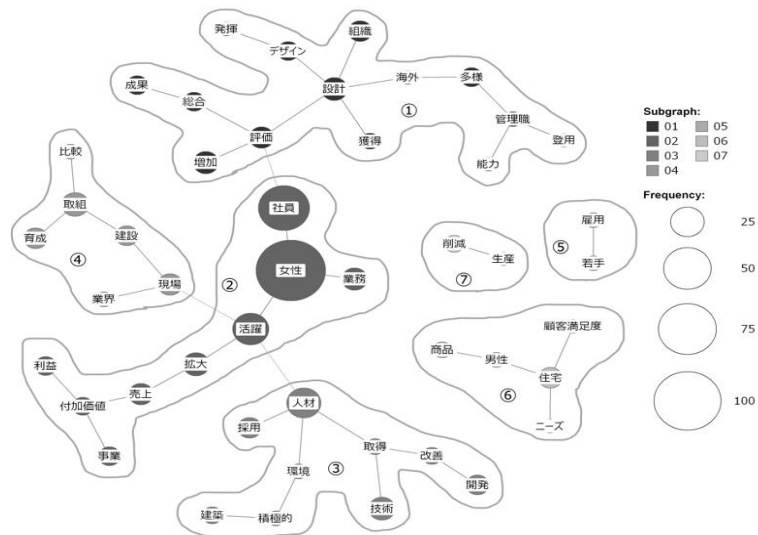 発揮
デザイン
組織
成果
総合
設計
海外
多様
①
評価
獲得
管理職
登用
増加
能力
比較
取組
育成
建設
④
業界
現場
社員
女性
②
業務
活躍
拡大
利益
売上
付加価値
事業
人材
採用
取得
改善
環境
③
開発
建築
積極的
技術
削減
生産
⑦
雇用
⑤
若手
顧客満足度
商品
男性
住宅
⑥
ニーズ
Subgraph:
01 05
02 06
03 07
04
Frequency:
25
50
75
100